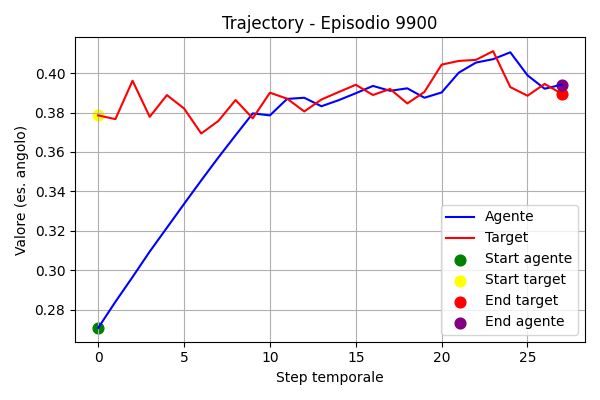 Trajectory - Episodio 9900
Valore (es. angolo)
0.40
0.38
0.36
0.34
0.32
0.30
0.28
0
5
10
15
20
25
Step temporale
Agente
Target
Start agente
Start target
End target
End agente